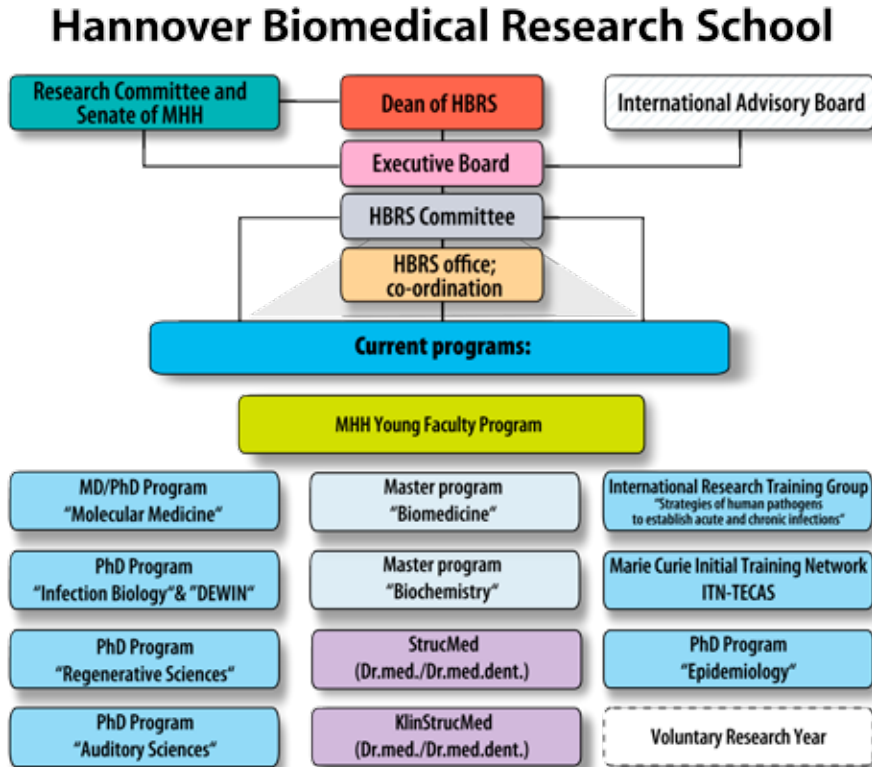 Hannover Biomedical Research School
Research Committee and
Senate of MHH
Dean of HBRS
International Advisory Board
Executive Board
HBRS Committee
HBRS office;
co-ordination
Current programs:
MHH Young Faculty Program
MD/PhD Program
"Molecular Medicine"
Master program
"Biomedicine"
International Research Training Group
"Strategies of human pathogens
to establish acute and chronic infections"
PhD Program
"Infection Biology"& "DEWIN"
Master program
"Biochemistry"
Marie Curie Initial Training Network
ITN-TECAS
PhD Program
"Regenerative Sciences"
StrucMed
(Dr.med./Dr.med.dent.)
PhD Program
"Epidemiology"
PhD Program
"Auditory Sciences"
KlinStrucMed
(Dr.med./Dr.med.dent.)
Voluntary Research Year